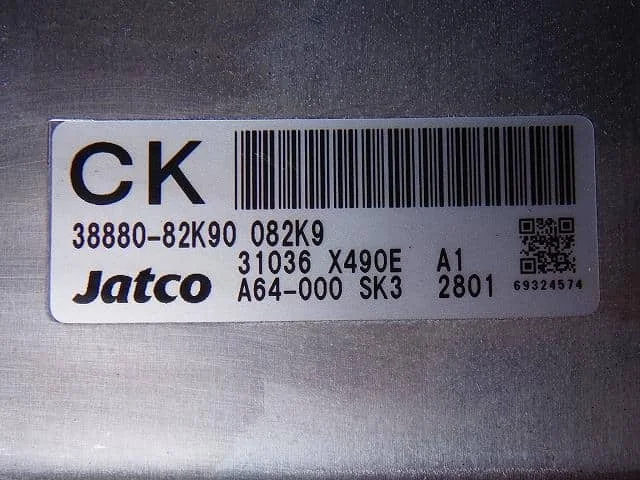 CK
38880-82K90 082K9
31036 X490E A1
Jatco A64-000 SK3 2801
69324574